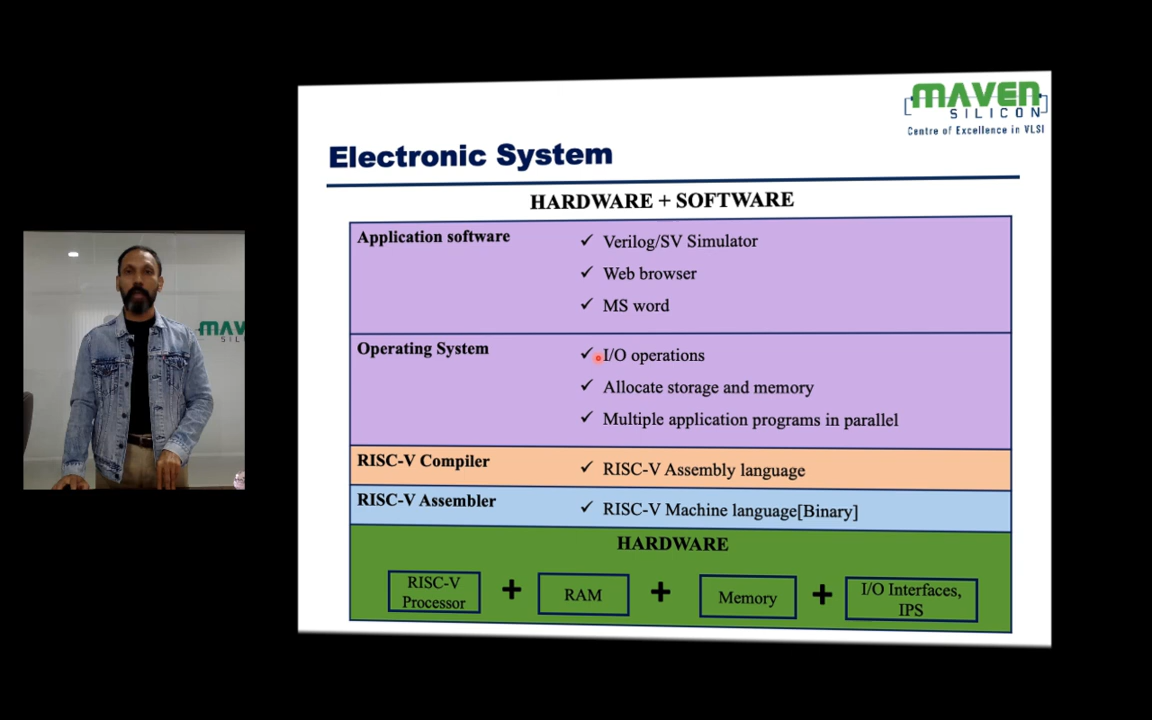 MAVEN
SILICON
Centre of Excellence in VLSI
Electronic System
HARDWARE + SOFTWARE
Application software
✓ Verilog/SV Simulator
✓ Web browser
✓ MS word
Operating System
✓ I/O operations
✓ Allocate storage and memory
✓ Multiple application programs in parallel
RISC-V Compiler
✓ RISC-V Assembly language
RISC-V Assembler
✓ RISC-V Machine language[Binary]
HARDWARE
RISC-V
Processor
+
RAM
+
Memory
+
I/O Interfaces,
IPS
MAV
SIL